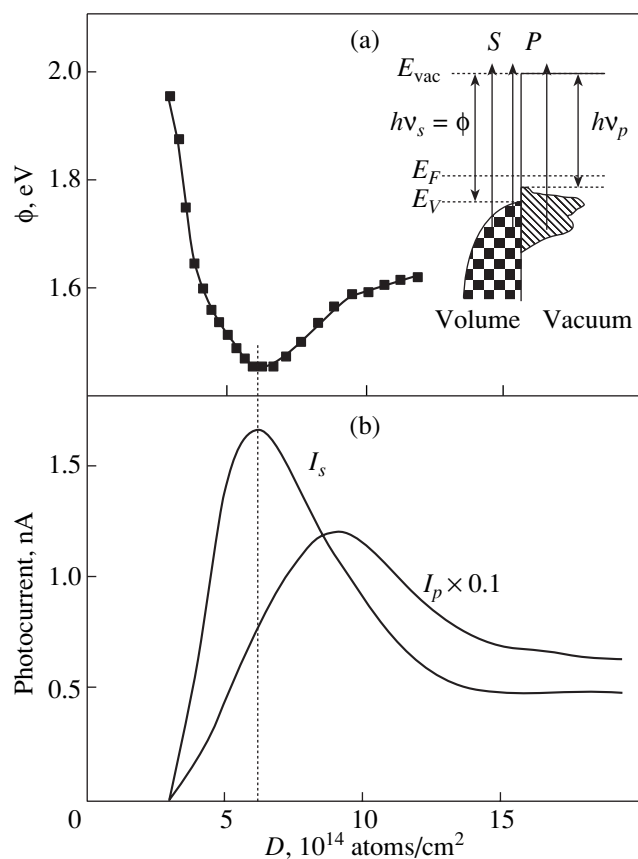 (a)
S P
2.0
E_vac
hν_s = ϕ
hν_p
1.8
E_F
E_V
ϕ, eV
1.6
Volume Vacuum
(b)
1.5
I_s
1.0
I_p × 0.1
Photocurrent, nA
0.5
0 5 10 15
D, 10^14 atoms/cm^2